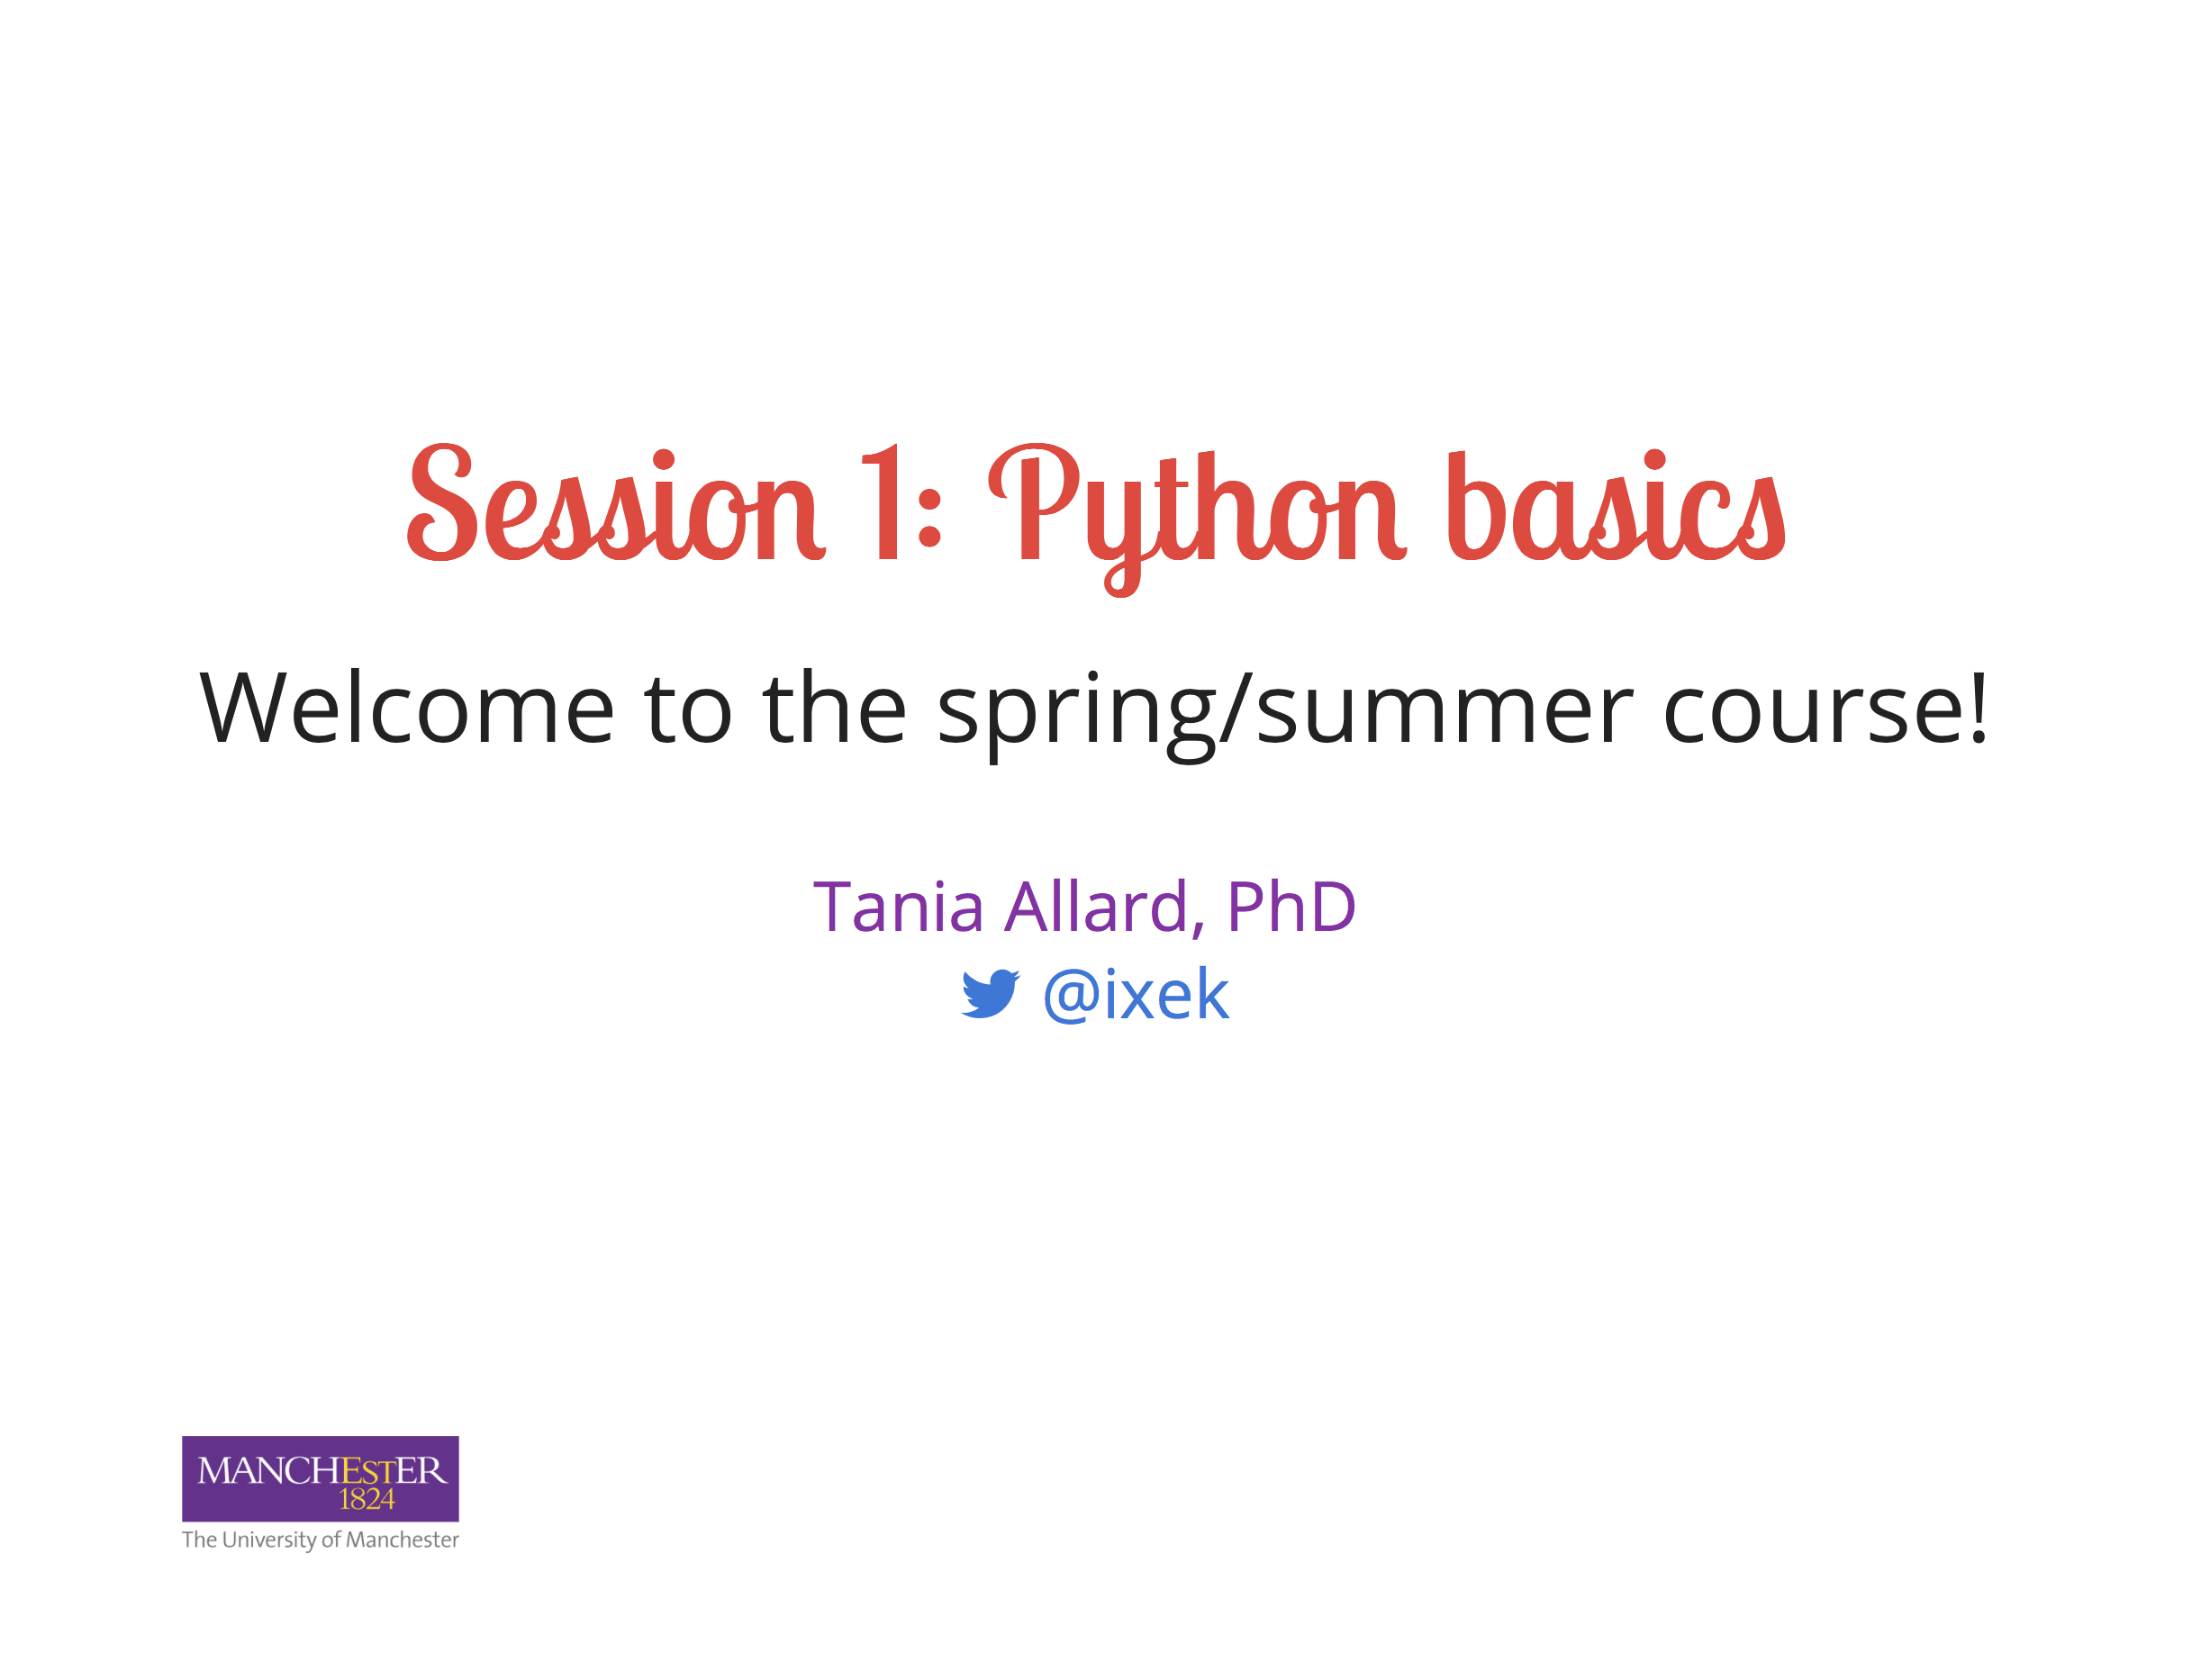 Session 1: Python basics
Welcome to the spring/summer course!
Tania Allard, PhD
@ixek
MANCHESTER
1824
The University of Manchester